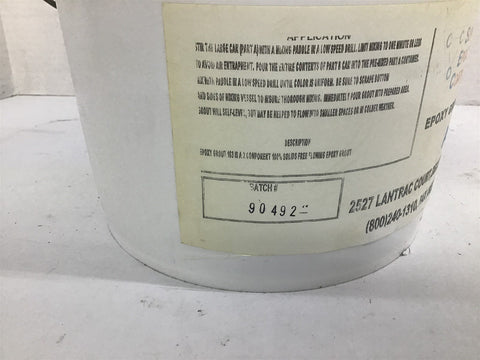 APPLICATION
STIR THE LARGE CAN (PART A) WITH A MIXING PADDLE IS A LOW SPEED DRILL. LIMIT MIXING TO ONE MINUTE OR LESS
TO AVOID AIR ENTRAPMENT. POUR THE ENTIRE CONTENTS OF PART B CAN INTO THE PRE-MIXED PART A CONTAINER.
MIX WITH PADDLE IS A LOW SPEED DRILL UNTIL COLOR IS UNIFORM. BE SURE TO SCRAPE BOTTOM
AND SIDES OF MIXING VESSEL TO INSURE THOROUGH MIXING. IMMEDIATELY POUR GROUT INTO PREPARED AREA.
GROUT WILL SELF-LEVEL, BUT MAY BE HELPED TO FLOW INTO SMALLER SPACES OR IN COLDER WEATHER.
DESCRIPTION
EPOXY GROUT 103 IS A 2 COMPONENT 100% SOLIDS FREE FLOWING EPOXY GROUT
BATCH #
90492
EPOXY
2527 LANTRAC COURT
(800)240-1310